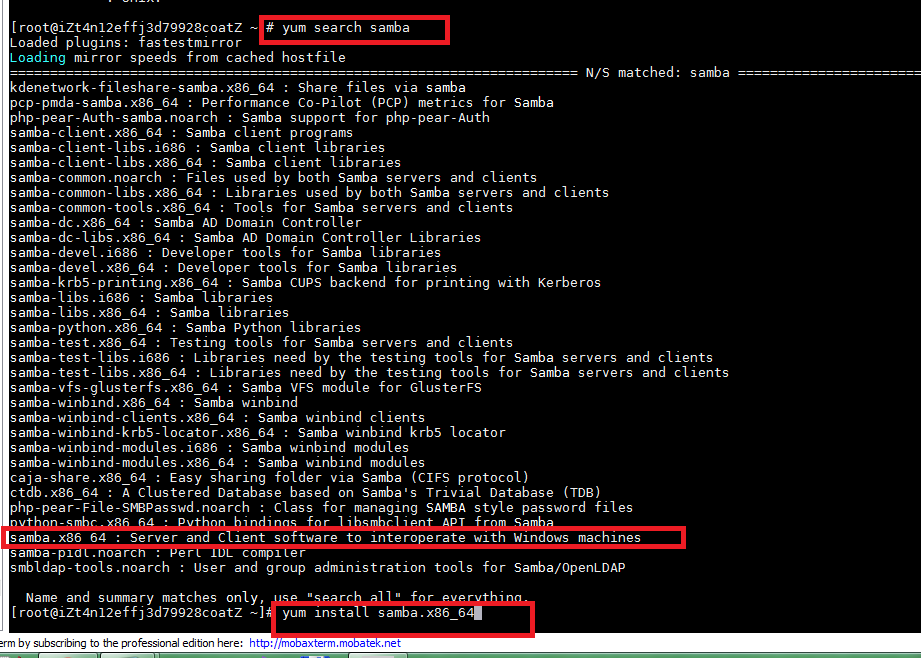 [root@iZt4n12effj3d79928coatZ ~ # yum search samba
Loaded plugins: fastestmirror
Loading mirror speeds from cached hostfile
======================================================================= N/S matched: samba =======================
kdenetwork-fileshare-samba.x86_64 : Share files via samba
pcp-pmda-samba.x86_64 : Performance Co-Pilot (PCP) metrics for Samba
php-pear-Auth-samba.noarch : Samba support for php-pear-Auth
samba-client.x86_64 : Samba client programs
samba-client-libs.i686 : Samba client libraries
samba-client-libs.x86_64 : Samba client libraries
samba-common.noarch : Files used by both Samba servers and clients
samba-common-libs.x86_64 : Libraries used by both Samba servers and clients
samba-common-tools.x86_64 : Tools for Samba servers and clients
samba-dc.x86_64 : Samba AD Domain Controller
samba-dc-libs.x86_64 : Samba AD Domain Controller Libraries
samba-devel.i686 : Developer tools for Samba libraries
samba-devel.x86_64 : Developer tools for Samba libraries
samba-krb5-printing.x86_64 : Samba CUPS backend for printing with Kerberos
samba-libs.i686 : Samba libraries
samba-libs.x86_64 : Samba libraries
samba-python.x86_64 : Samba Python libraries
samba-test.x86_64 : Testing tools for Samba servers and clients
samba-test-libs.i686 : Libraries need by the testing tools for Samba servers and clients
samba-test-libs.x86_64 : Libraries need by the testing tools for Samba servers and clients
samba-vfs-glusterfs.x86_64 : Samba VFS module for GlusterFS
samba-winbind.x86_64 : Samba winbind
samba-winbind-clients.x86_64 : Samba winbind clients
samba-winbind-krb5-locator.x86_64 : Samba winbind krb5 locator
samba-winbind-modules.i686 : Samba winbind modules
samba-winbind-modules.x86_64 : Samba winbind modules
caja-share.x86_64 : Easy sharing folder via Samba (CIFS protocol)
ctdb.x86_64 : A Clustered Database based on Samba's Trivial Database (TDB)
php-pear-File-SMBPasswd.noarch : Class for managing SAMBA style password files
python-smbc.x86_64 : Python bindings for libsmbclient API from Samba
samba.x86_64 : Server and Client software to interoperate with Windows machines
samba-pidl.noarch : Perl IDL compiler
smbldap-tools.noarch : User and group administration tools for Samba/OpenLDAP
Name and summary matches only, use "search all" for everything.
[root@iZt4n12effj3d79928coatZ ~]# yum install samba.x86_64
erm by subscribing to the professional edition here: http://mobaxterm.mobatek.net